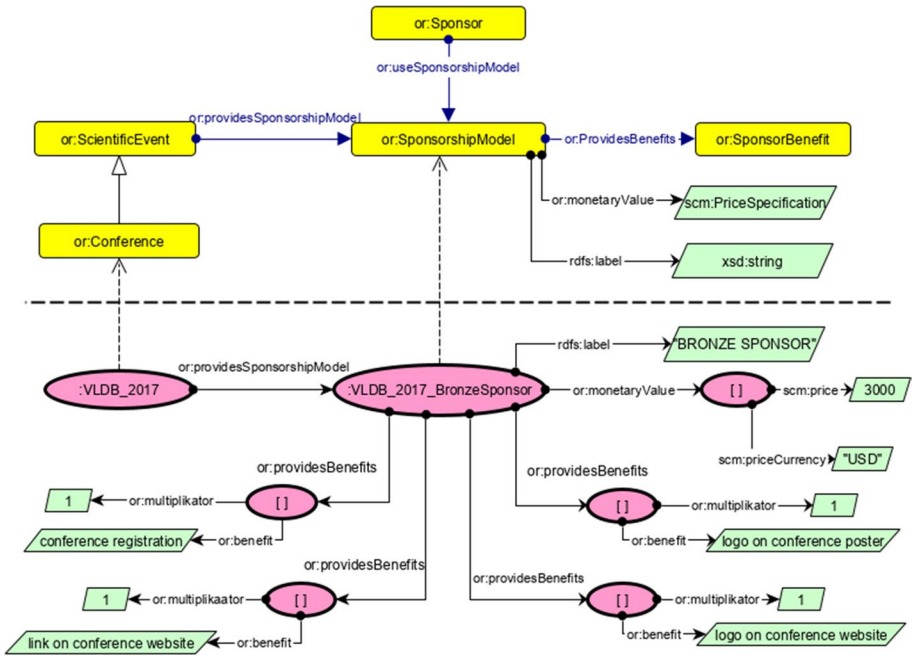 or:Sponsor
or:useSponsorshipModel
or:providesSponsorshipModel
or:ScientificEvent
or:SponsorshipModel
or:ProvidesBenefits
or:SponsorBenefit
or:monetaryValue
scm:PriceSpecification
or:Conference
rdfs:label
xsd:string
rdfs:label
"BRONZE SPONSOR"
or:providesSponsorshipModel
:VLDB_2017
:VLDB_2017_BronzeSponsor
or:monetaryValue
[ ]
scm:price
3000
scm:priceCurrency
"USD"
or:providesBenefits
or:providesBenefits
1
or:multiplikator
[ ]
[ ]
or:multiplikator
1
conference registration
or:benefit
or:benefit
logo on conference poster
or:providesBenefits
or:providesBenefits
1
or:multiplikaator
[ ]
[ ]
or:multiplikator
1
link on conference website
or:benefit
or:benefit
logo on conference website